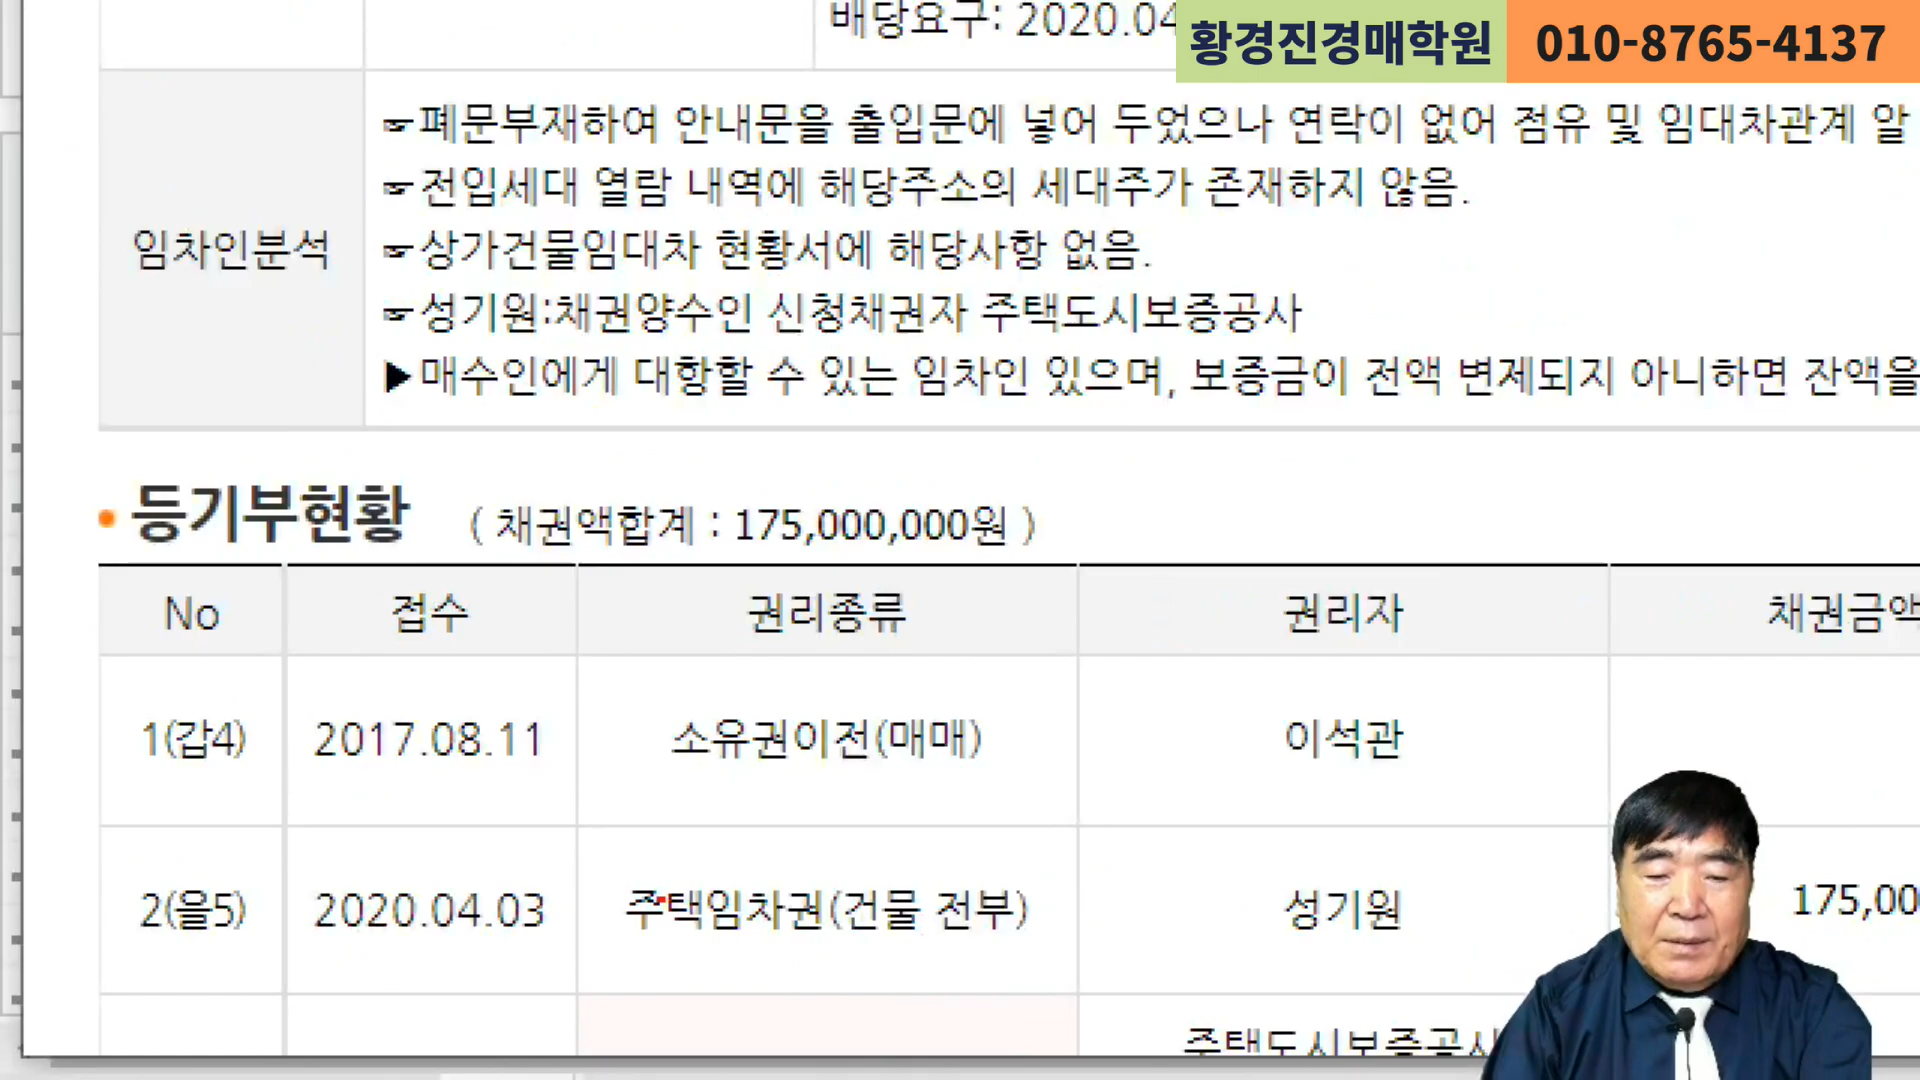 배당요구: 2020.04
황경진경매학원 010-8765-4137
임차인분석
☞폐문부재하여 안내문을 출입문에 넣어 두었으나 연락이 없어 점유 및 임대차관계 알
☞전입세대 열람 내역에 해당주소의 세대주가 존재하지 않음.
☞상가건물임대차 현황서에 해당사항 없음.
☞성기원:채권양수인 신청채권자 주택도시보증공사
▶매수인에게 대항할 수 있는 임차인 있으며, 보증금이 전액 변제되지 아니하면 잔액을
• 등기부현황 ( 채권액합계 : 175,000,000원 )
No 접수 권리종류 권리자 채권금액
1(갑4) 2017.08.11 소유권이전(매매) 이석관
2(을5) 2020.04.03 주택임차권(건물 전부) 성기원 175,00
주택도시보증공사